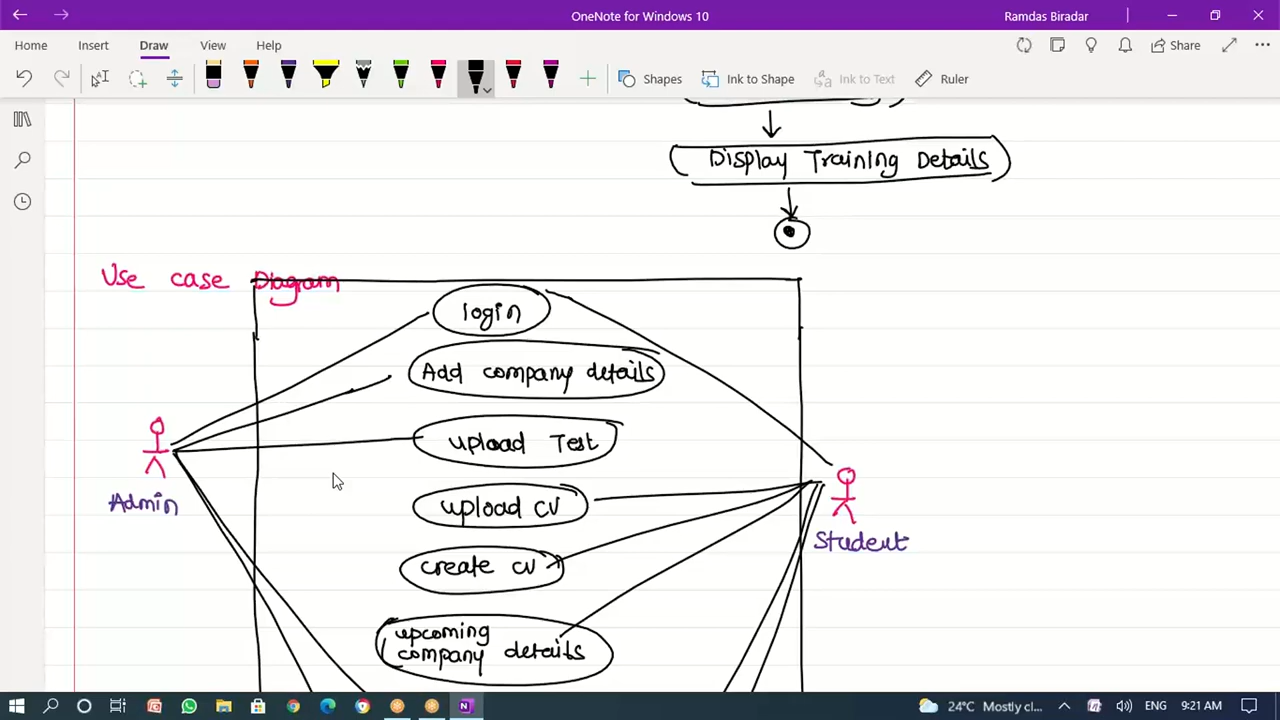 OneNote for Windows 10
Ramdas Biradar
Home Insert Draw View Help
Share
Shapes
Ink to Shape
Ink to Text
Ruler
Display Training Details
Use case Diagram
login
Add company details
upload Test
Admin
upload cv
Student
create cv
upcoming
company details
24°C Mostly cl...
ENG
9:21 AM